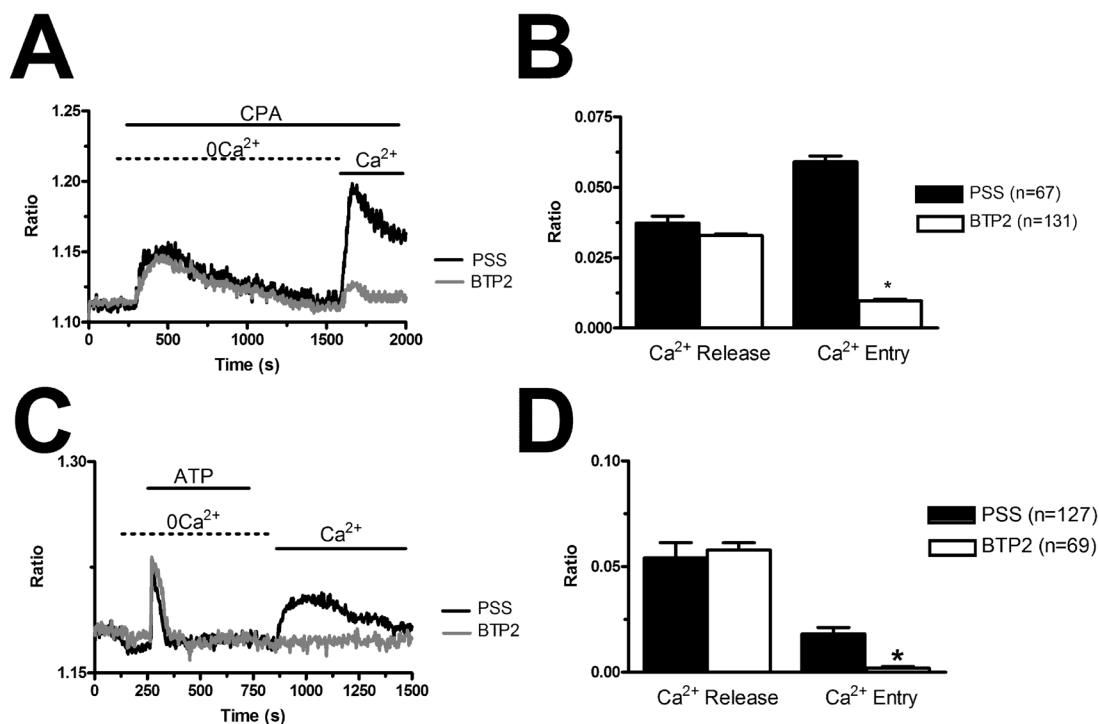 A
1.25
1.20
1.15
1.10
Ratio
CPA
0Ca²⁺
Ca²⁺
PSS
BTP2
0 500 1000 1500 2000
Time (s)
B
0.075
0.050
0.025
0.000
Ratio
*
PSS (n=67)
BTP2 (n=131)
Ca²⁺ Release Ca²⁺ Entry
C
1.30
1.15
Ratio
ATP
0Ca²⁺
Ca²⁺
PSS
BTP2
0 250 500 750 1000 1250 1500
Time (s)
D
0.10
0.05
0.00
Ratio
*
PSS (n=127)
BTP2 (n=69)
Ca²⁺ Release Ca²⁺ Entry